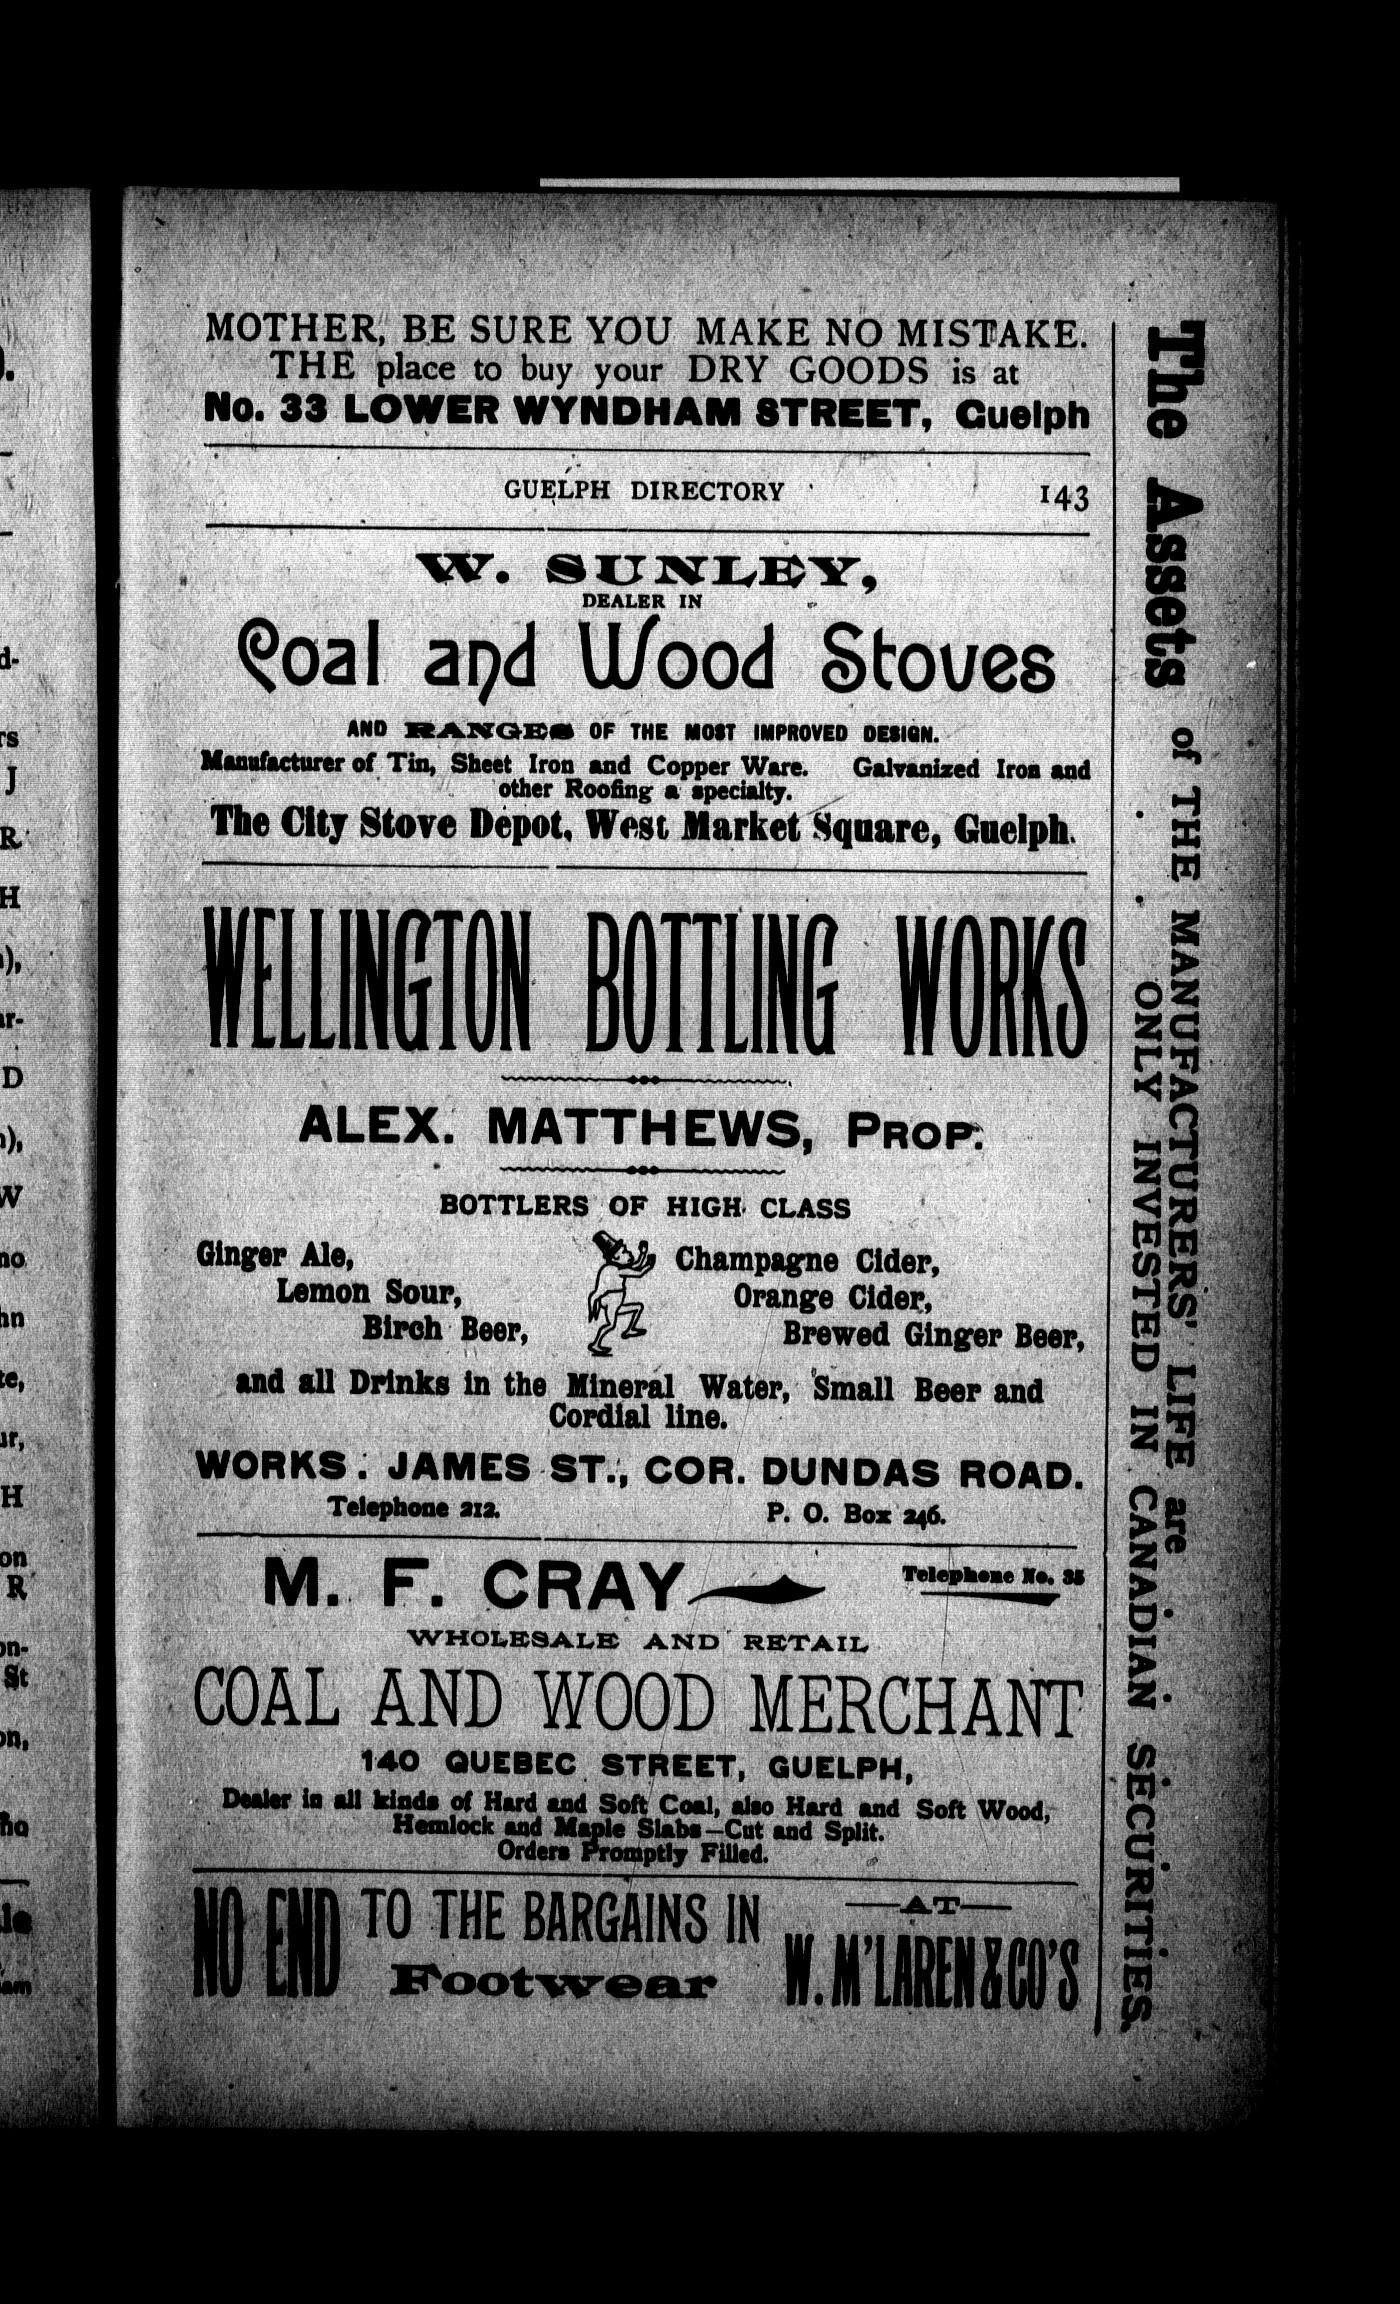 MOTHER, BE SURE YOU MAKE NO MISTAKE.
THE place to buy your DRY GOODS is at
No. 33 LOWER WYNDHAM STREET, Guelph
GUELPH DIRECTORY 143
W. SUNLEY,
DEALER IN
Coal and Wood Stoves
AND RANGES OF THE MOST IMPROVED DESIGN.
Manufacturer of Tin, Sheet Iron and Copper Ware. Galvanized Iron and
other Roofing a specialty.
The City Stove Depot, West Market Square, Guelph.
WELLINGTON BOTTLING WORKS
ALEX. MATTHEWS, PROP.
BOTTLERS OF HIGH CLASS
Ginger Ale, Champagne Cider,
Lemon Sour, Orange Cider,
Birch Beer, Brewed Ginger Beer,
and all Drinks in the Mineral Water, Small Beer and
Cordial line.
WORKS: JAMES ST., COR. DUNDAS ROAD.
Telephone 212. P. O. Box 246.
M. F. CRAY Telephone No. 35
WHOLESALE AND RETAIL
COAL AND WOOD MERCHANT
140 QUEBEC STREET, GUELPH,
Dealer in all kinds of Hard and Soft Coal, also Hard and Soft Wood,
Hemlock and Maple Slabs—Cut and Split.
Orders Promptly Filled.
NO END TO THE BARGAINS IN
Footwear
—AT—
W. M'LAREN & CO'S
The Assets of THE MANUFACTURERS' LIFE are
. . ONLY INVESTED IN CANADIAN SECURITIES.